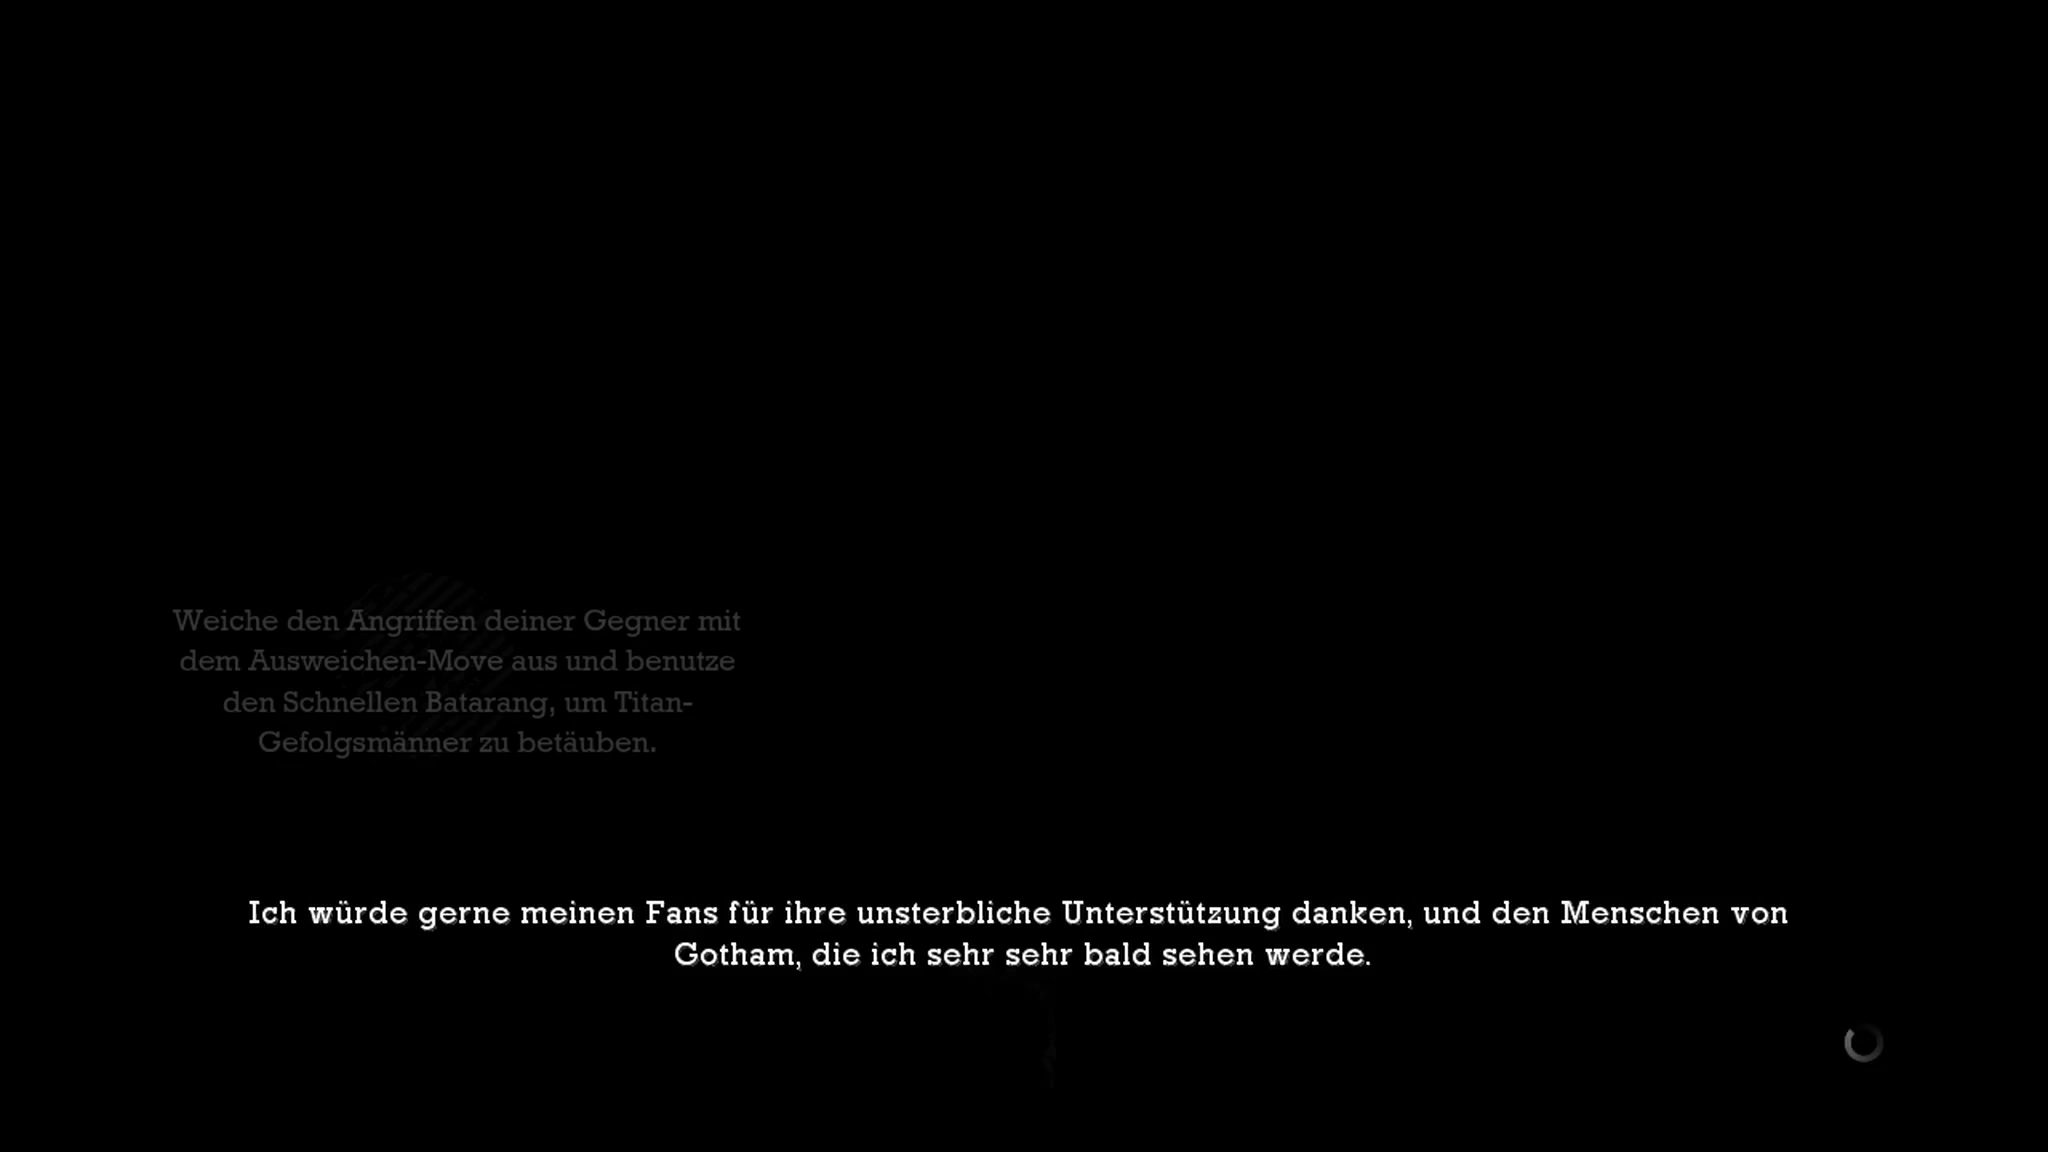 Weiche den Angriffen deiner Gegner mit
dem Ausweichen-Move aus und benutze
den Schnellen Batarang, um Titan-
Gefolgsmänner zu betäuben.
Ich würde gerne meinen Fans für ihre unsterbliche Unterstützung danken, und den Menschen von
Gotham, die ich sehr sehr bald sehen werde.